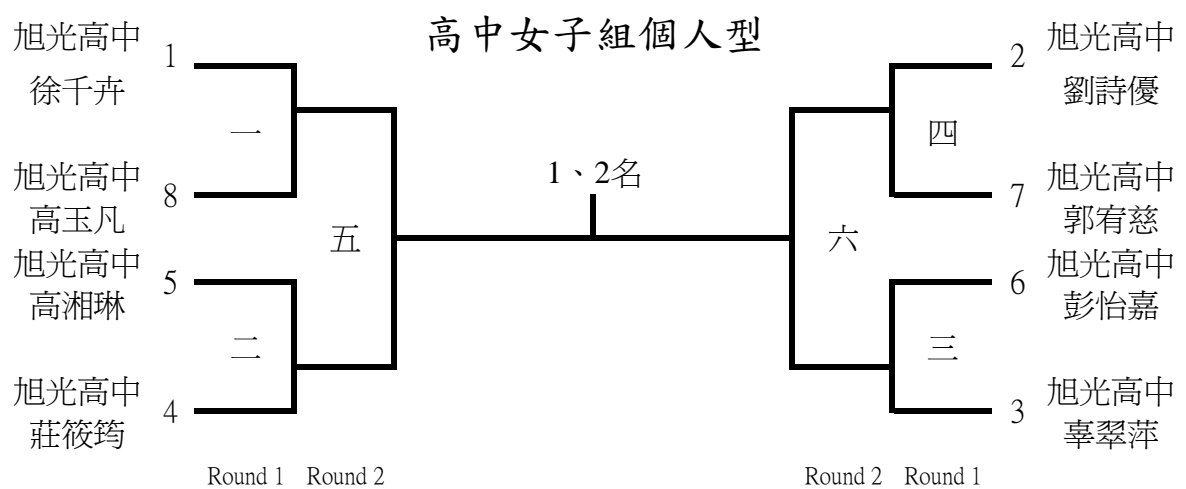 高中女子組個人型
旭光高中
徐千卉
1
一
旭光高中
高玉凡
8
五
旭光高中
高湘琳
5
二
旭光高中
莊筱筠
4
Round 1 Round 2
1、2名
2
旭光高中
劉詩優
四
7
旭光高中
郭宥慈
六
6
旭光高中
彭怡嘉
三
3
旭光高中
辜翠萍
Round 2 Round 1